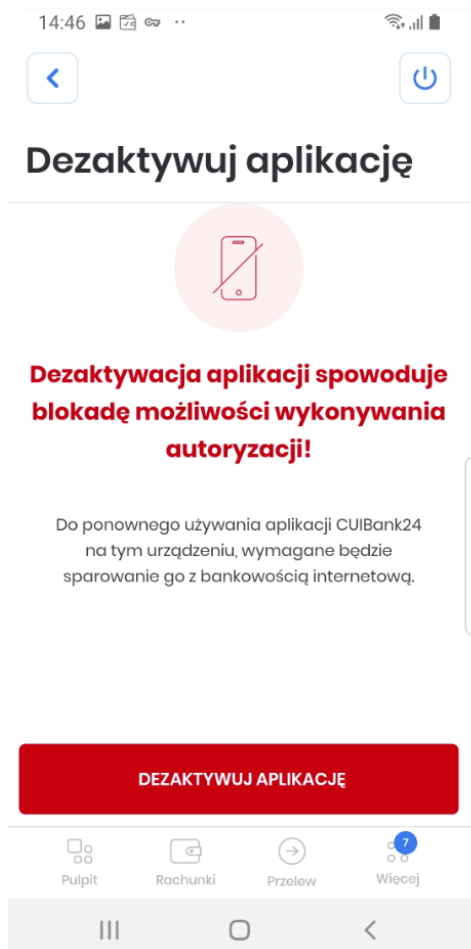 14:46
Dezaktywuj aplikację
Dezaktywacja aplikacji spowoduje
blokadę możliwości wykonywania
autoryzacji!
Do ponownego używania aplikacji CUIBank24
na tym urządzeniu, wymagane będzie
sparowanie go z bankowością internetową.
DEZAKTYWUJ APLIKACJĘ
7
Pulpit Rachunki Przelew Więcej